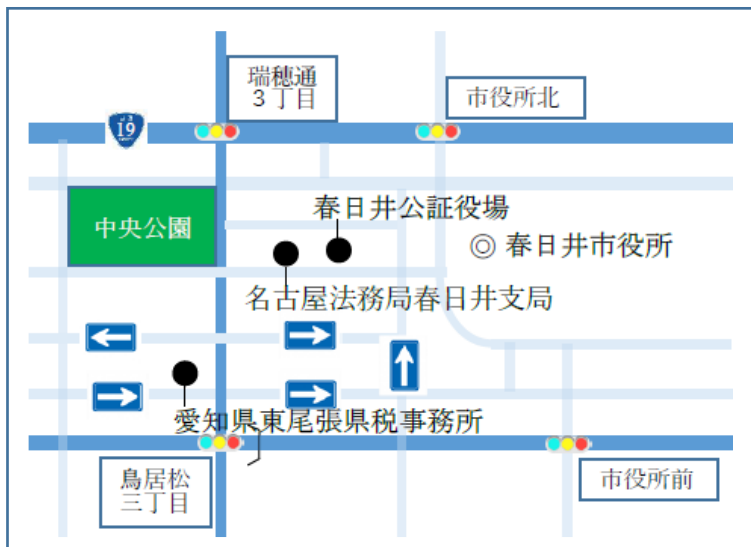 瑞穂通
３丁目
市役所北
19
中央公園
春日井公証役場
◎ 春日井市役所
名古屋法務局春日井支局
愛知県東尾張県税事務所
鳥居松
三丁目
市役所前